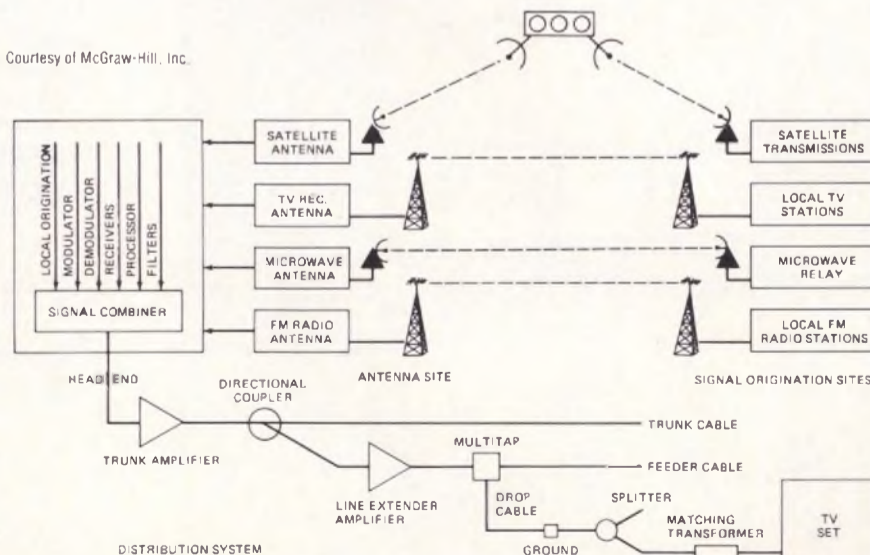 Courtesy of McGraw-Hill, Inc.
LOCAL ORIGINATION
MODULATOR
DEMODULATOR
RECEIVERS
PROCESSOR
FILTERS
SIGNAL COMBINER
HEAD END
SATELLITE
ANTENNA
TV REC.
ANTENNA
MICROWAVE
ANTENNA
FM RADIO
ANTENNA
ANTENNA SITE
SATELLITE
TRANSMISSIONS
LOCAL TV
STATIONS
MICROWAVE
RELAY
LOCAL FM
RADIO STATIONS
SIGNAL ORIGINATION SITES
TRUNK AMPLIFIER
DIRECTIONAL
COUPLER
TRUNK CABLE
LINE EXTENDER
AMPLIFIER
MULTITAP
FEEDER CABLE
DROP
CABLE
GROUND
SPLITTER
MATCHING
TRANSFORMER
TV
SET
DISTRIBUTION SYSTEM